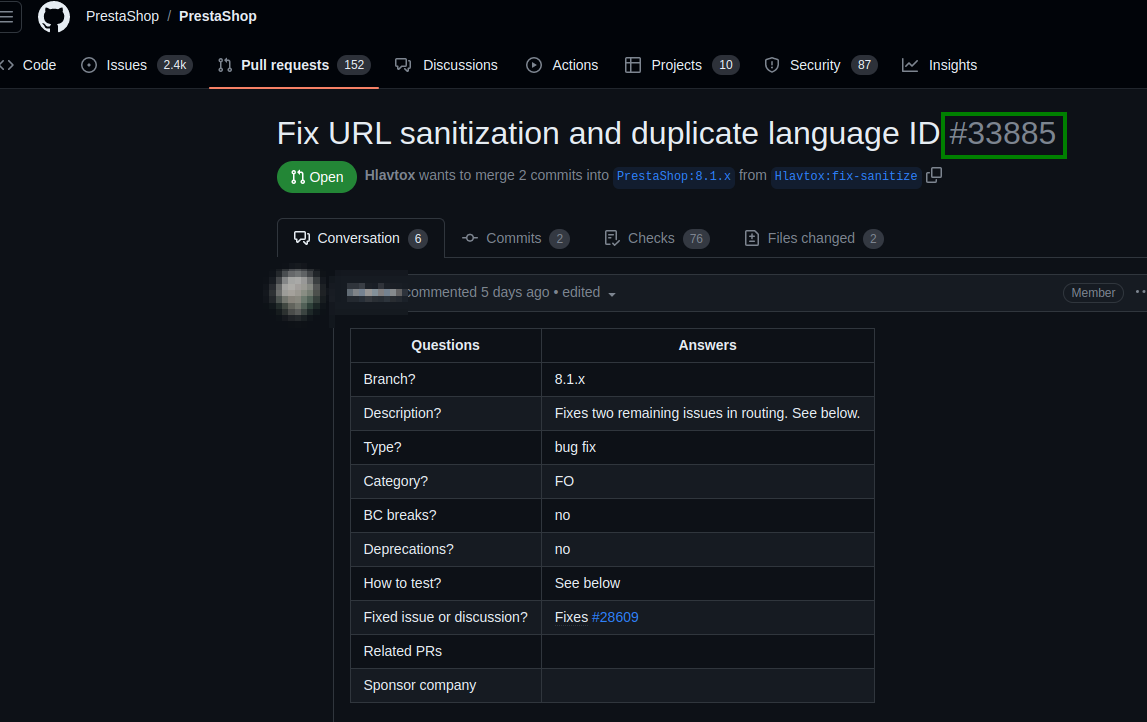 PrestaShop / PrestaShop
Code Issues 2.4k Pull requests 152 Discussions Actions Projects 10 Security 87 Insights
Fix URL sanitization and duplicate language ID #33885
Open Hlavtox wants to merge 2 commits into PrestaShop:8.1.x from Hlavtox:fix-sanitize
Conversation 6 Commits 2 Checks 76 Files changed 2
commented 5 days ago • edited Member
Questions Answers
Branch? 8.1.x
Description? Fixes two remaining issues in routing. See below.
Type? bug fix
Category? FO
BC breaks? no
Deprecations? no
How to test? See below
Fixed issue or discussion? Fixes #28609
Related PRs
Sponsor company